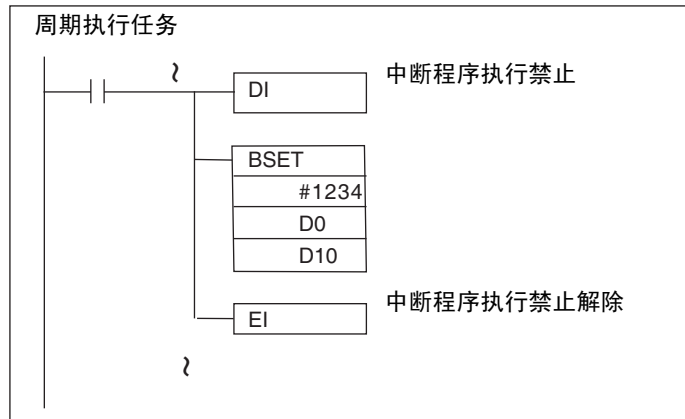 周期执行任务
DI 中断程序执行禁止
BSET
#1234
D0
D10
EI 中断程序执行禁止解除